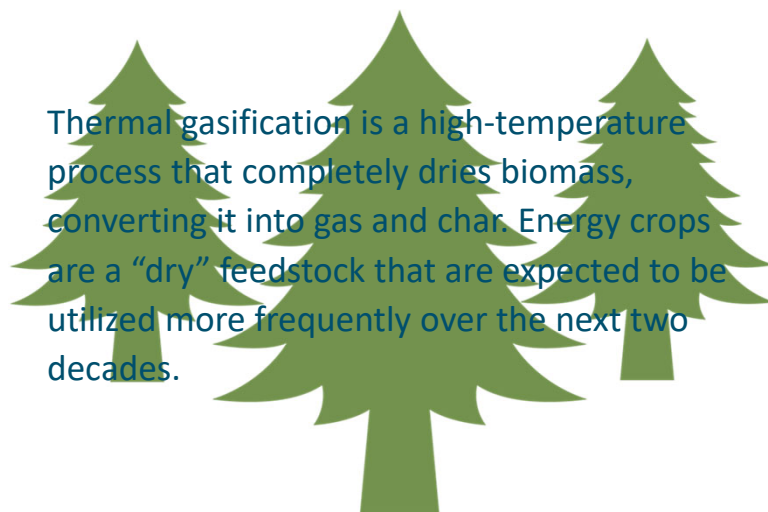 Thermal gasification is a high-temperature
process that completely dries biomass,
converting it into gas and char. Energy crops
are a “dry” feedstock that are expected to be
utilized more frequently over the next two
decades.